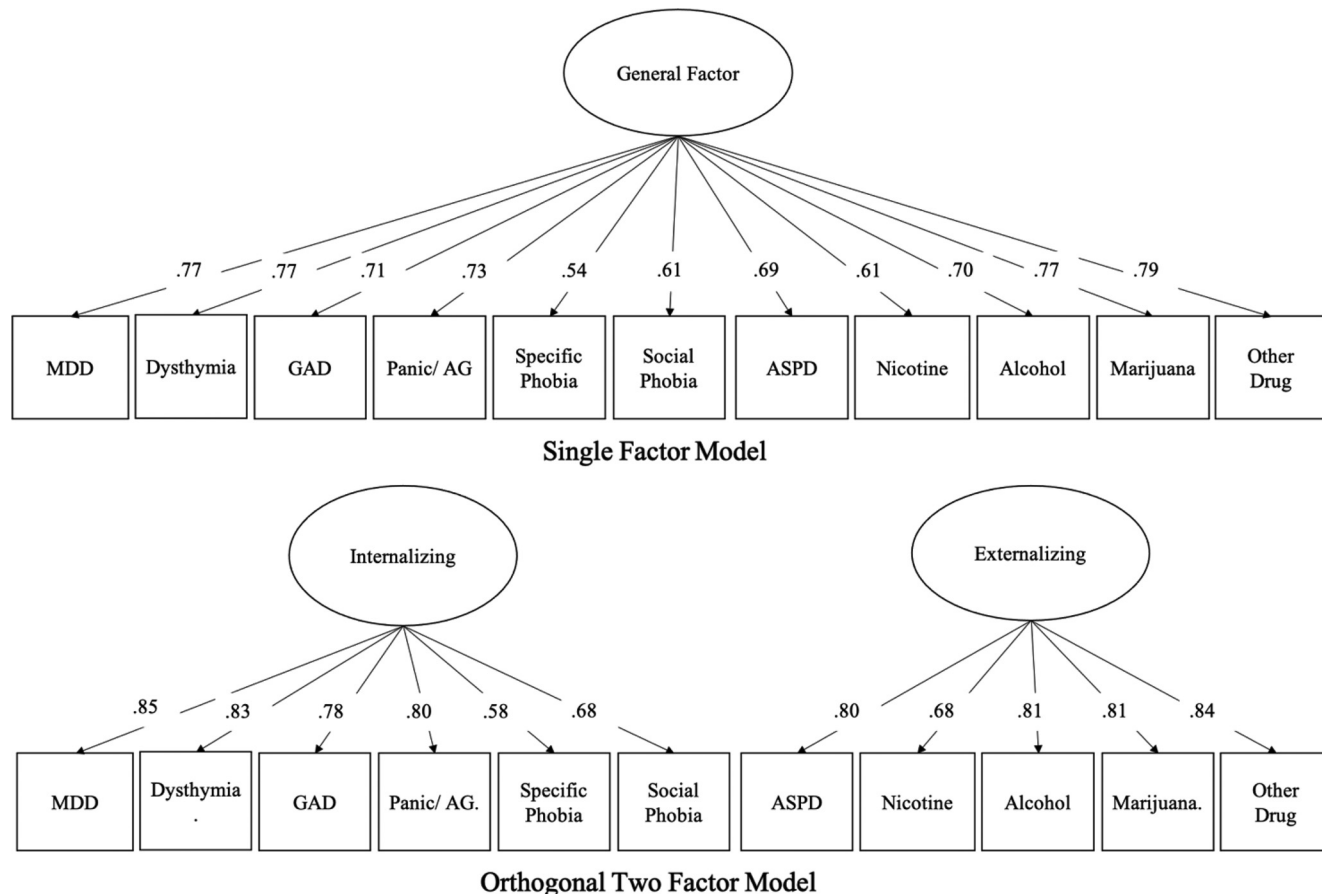 General Factor
.77 .77 .71 .73 .54 .61 .69 .61 .70 .77 .79
MDD Dysthymia GAD Panic/ AG Specific Phobia Social Phobia ASPD Nicotine Alcohol Marijuana Other Drug
Single Factor Model
Internalizing Externalizing
.85 .83 .78 .80 .58 .68 .80 .68 .81 .81 .84
MDD Dysthymia . GAD Panic/ AG. Specific Phobia Social Phobia ASPD Nicotine Alcohol Marijuana. Other Drug
Orthogonal Two Factor Model